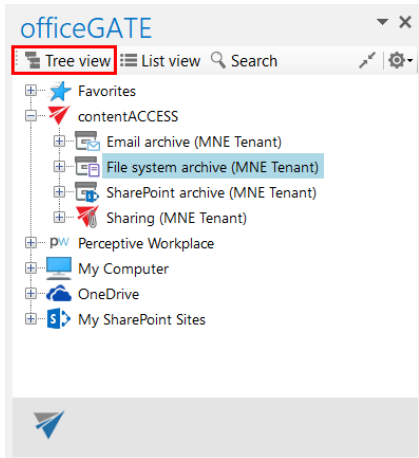 officeGATE
Tree view List view Search
Favorites
contentACCESS
Email archive (MNE Tenant)
File system archive (MNE Tenant)
SharePoint archive (MNE Tenant)
Sharing (MNE Tenant)
pw Perceptive Workplace
My Computer
OneDrive
S My SharePoint Sites